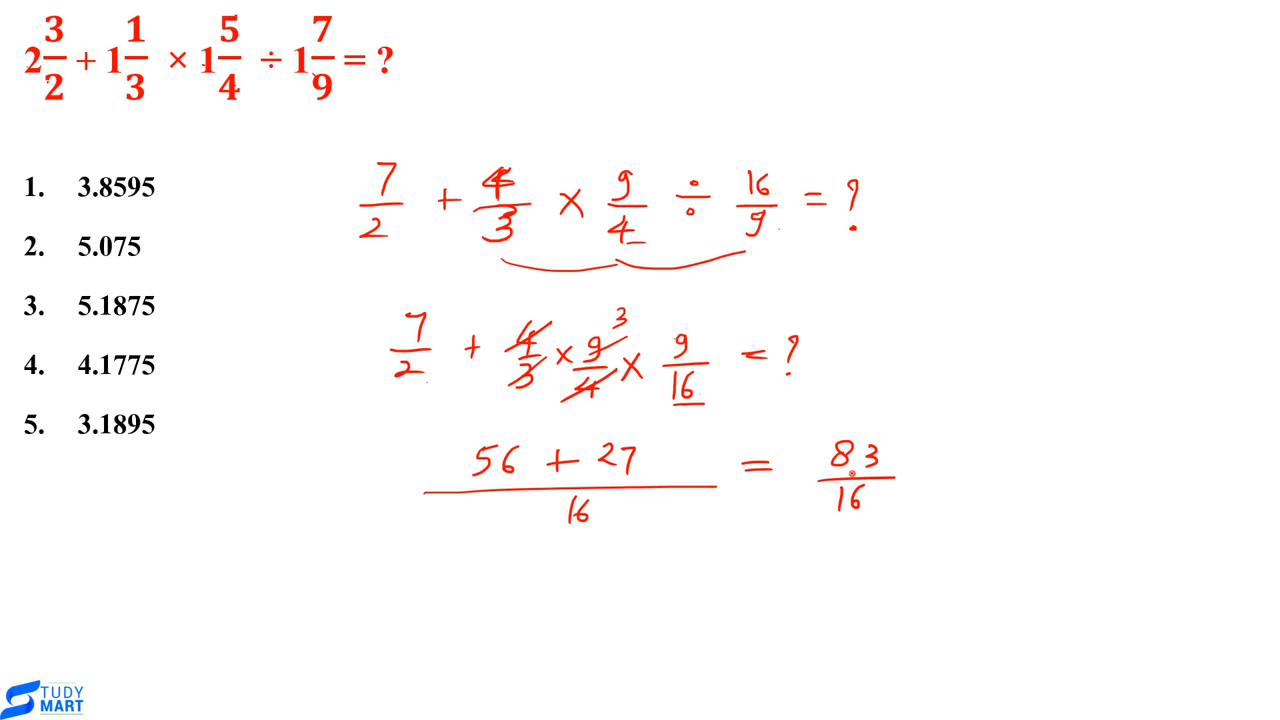 2 3/2 + 1 1/3 × 1 5/4 ÷ 1 7/9 = ?
1. 3.8595
2. 5.075
3. 5.1875
4. 4.1775
5. 3.1895
7/2 + 4/3 × 9/4 ÷ 16/9 = ?
3
7/2 + 4/3 × 9/4 × 9/16 = ?
56 + 27 / 16 = 83/16
STUDY
MART